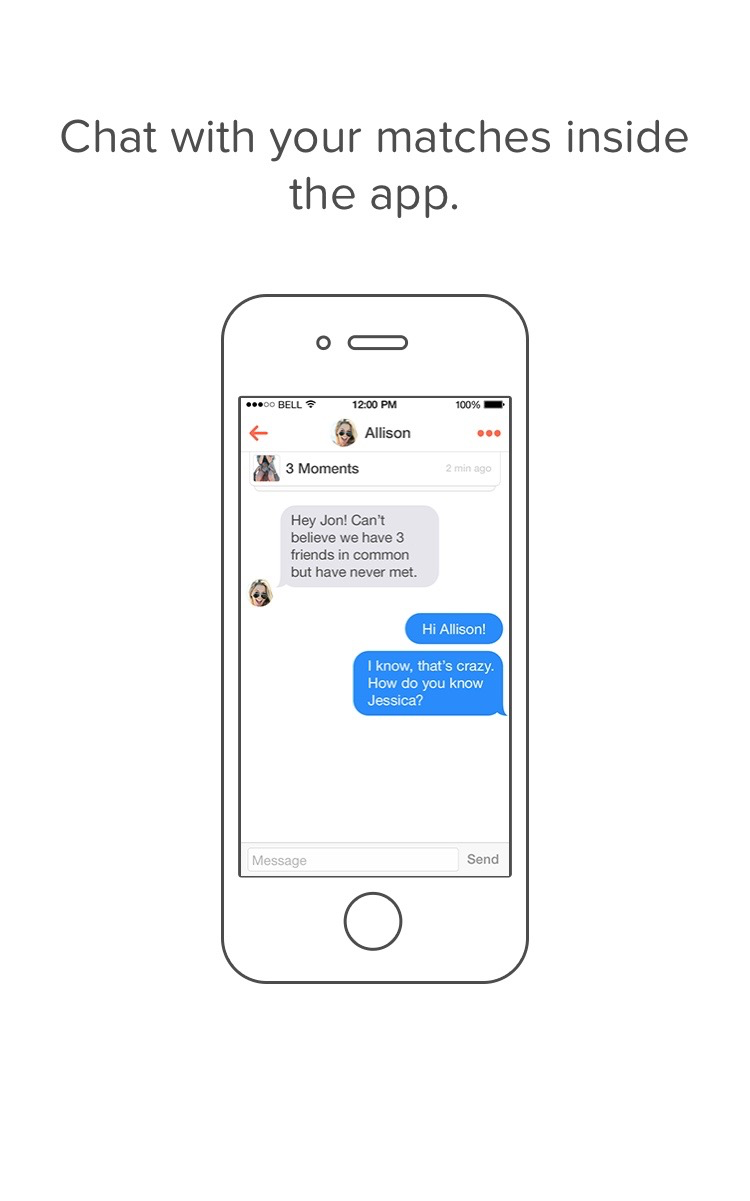 Chat with your matches inside
the app.
BELL 12:00 PM 100%
Allison
3 Moments 2 min ago
Hey Jon! Can't
believe we have 3
friends in common
but have never met.
Hi Allison!
I know, that's crazy.
How do you know
Jessica?
Message Send